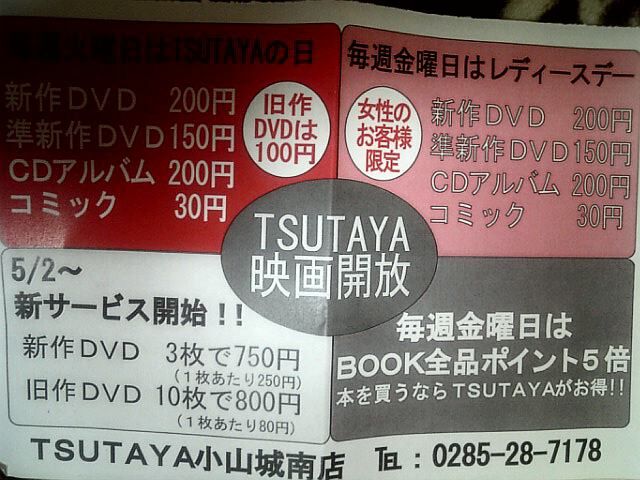 毎週火曜日はTSUTAYAの日
新作DVD 200円
準新作DVD150円
CDアルバム 200円
コミック 30円
旧作
DVDは
100円
毎週金曜日はレディースデー
女性の
お客様
限定
新作DVD 200円
準新作DVD150円
CDアルバム 200円
コミック 30円
TSUTAYA
映画開放
5/2～
新サービス開始!!
新作DVD 3枚で750円
(1枚あたり250円)
旧作DVD 10枚で800円
(1枚あたり80円)
毎週金曜日は
BOOK全品ポイント5倍
本を買うならTSUTAYAがお得!!
TSUTAYA小山城南店 ℡:0285-28-7178